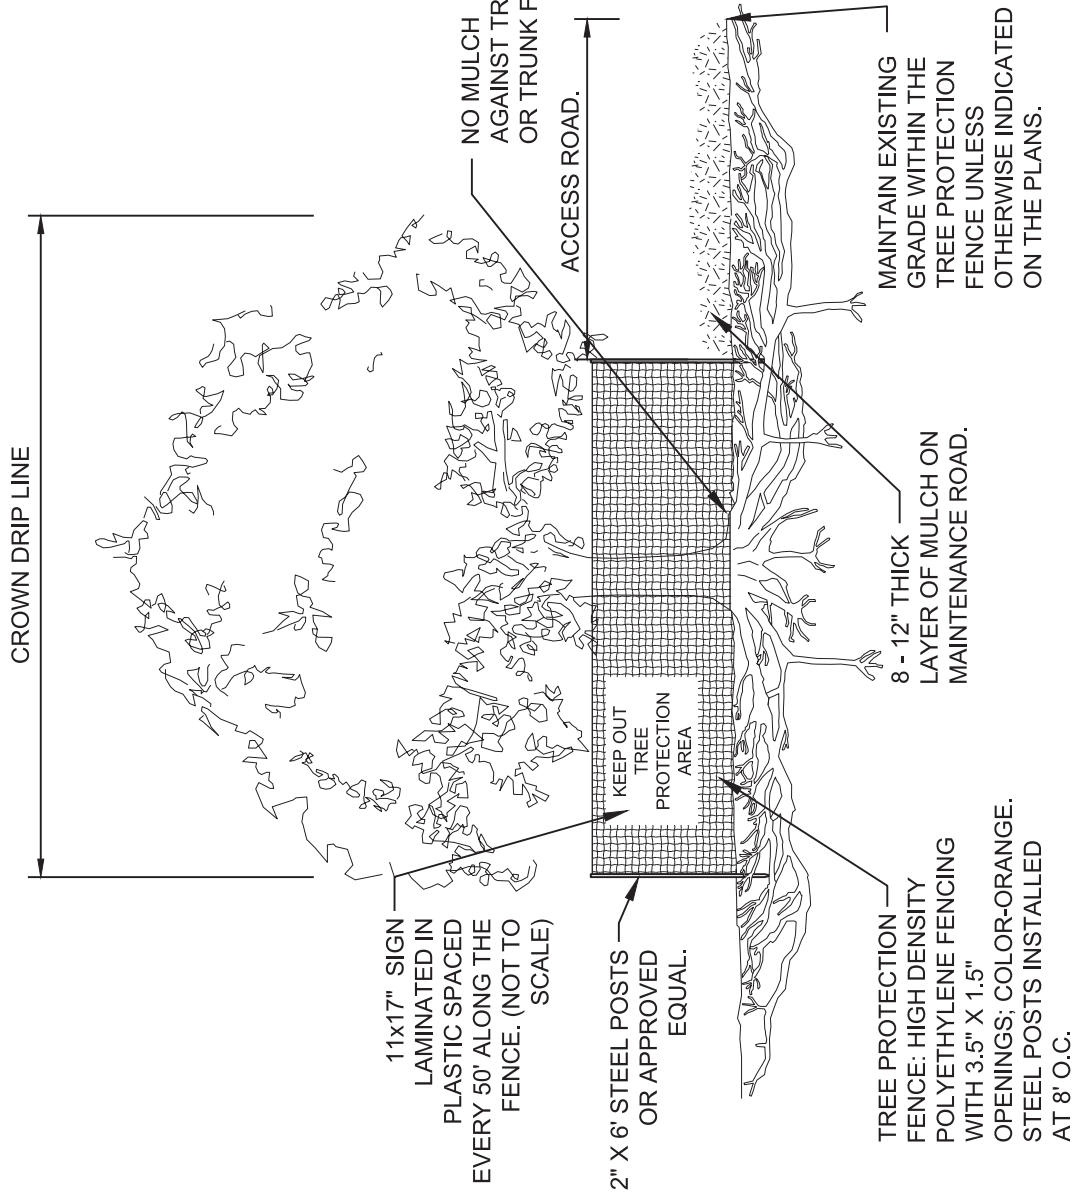 CROWN DRIP LINE
11x17" SIGN
LAMINATED IN
PLASTIC SPACED
EVERY 50' ALONG THE
FENCE. (NOT TO
SCALE)
2" X 6' STEEL POSTS
OR APPROVED
EQUAL.
KEEP OUT
TREE
PROTECTION
AREA
NO MULCH
AGAINST
OR TRUNK
ACCESS ROAD.
TREE PROTECTION
FENCE: HIGH DENSITY
POLYETHYLENE FENCING
WITH 3.5" X 1.5"
OPENINGS; COLOR-ORANGE.
STEEL POSTS INSTALLED
AT 8' O.C.
8 - 12" THICK
LAYER OF MULCH ON
MAINTENANCE ROAD.
MAINTAIN EXISTING
GRADE WITHIN THE
TREE PROTECTION
FENCE UNLESS
OTHERWISE INDICATED
ON THE PLANS.